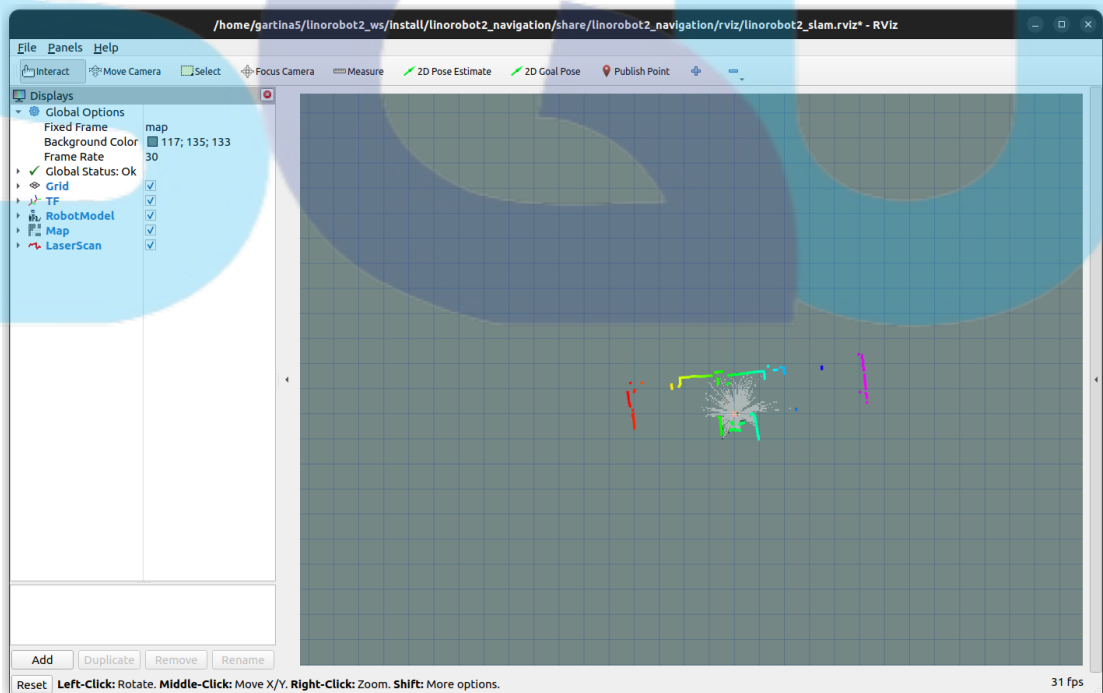 /home/gartina5/linorobot2_ws/install/linorobot2_navigation/share/linorobot2_navigation/rviz/linorobot2_slam.rviz* - RViz
File Panels Help
Interact Move Camera Select Focus Camera Measure 2D Pose Estimate 2D Goal Pose Publish Point
Displays
Global Options
Fixed Frame map
Background Color 117; 135; 133
Frame Rate 30
Global Status: Ok
Grid
TF
RobotModel
Map
LaserScan
Add Duplicate Remove Rename
Reset Left-Click: Rotate. Middle-Click: Move X/Y. Right-Click: Zoom. Shift: More options. 31 fps